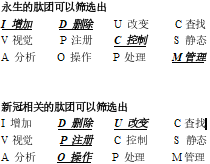 永生的肽团可以筛选出
I 增加 D 删除 U 改变 C 查找
V 视觉 P 注册 C 控制 S 静态
A 分析 O 操作 P 处理 M 管理
新冠相关的肽团可以筛选出
I 增加 D 删除 U 改变 C 查找
V 视觉 P 注册 C 控制 S 静态
A 分析 O 操作 P 处理 M 管理